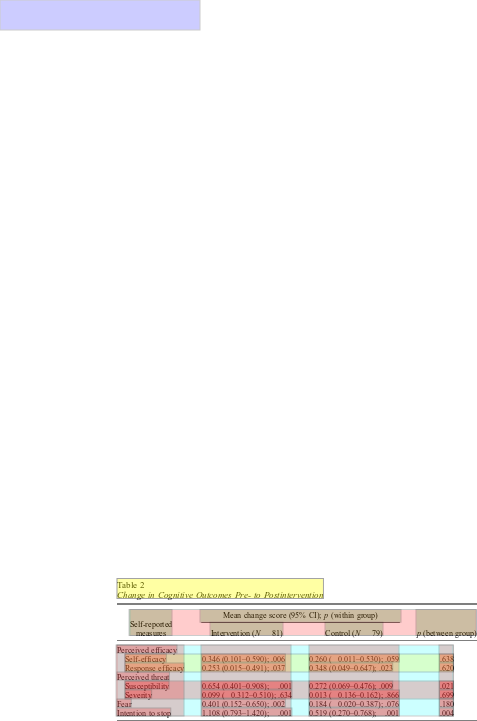 Table 2
Change in Cognitive Outcomes Pre- to Postintervention
Mean change score (95% CI); p (within group)
Self-reported
measures Intervention (N 81) Control (N 79) p (between group)
Perceived efficacy
Self-efficacy 0.346 (0.101–0.590); .006 0.260 ( 0.011–0.530); .059 .638
Response efficacy 0.253 (0.015–0.491); .037 0.348 (0.049–0.647); .023 .620
Perceived threat
Susceptibility 0.654 (0.401–0.908); .001 0.272 (0.069–0.476); .009 .021
Severity 0.099 ( 0.312–0.510); .634 0.013 ( 0.136–0.162); .866 .699
Fear 0.401 (0.152–0.650); .002 0.184 ( 0.020–0.387); .076 .180
Intention to stop 1.108 (0.793–1.420); .001 0.519 (0.270–0.768); .001 .004